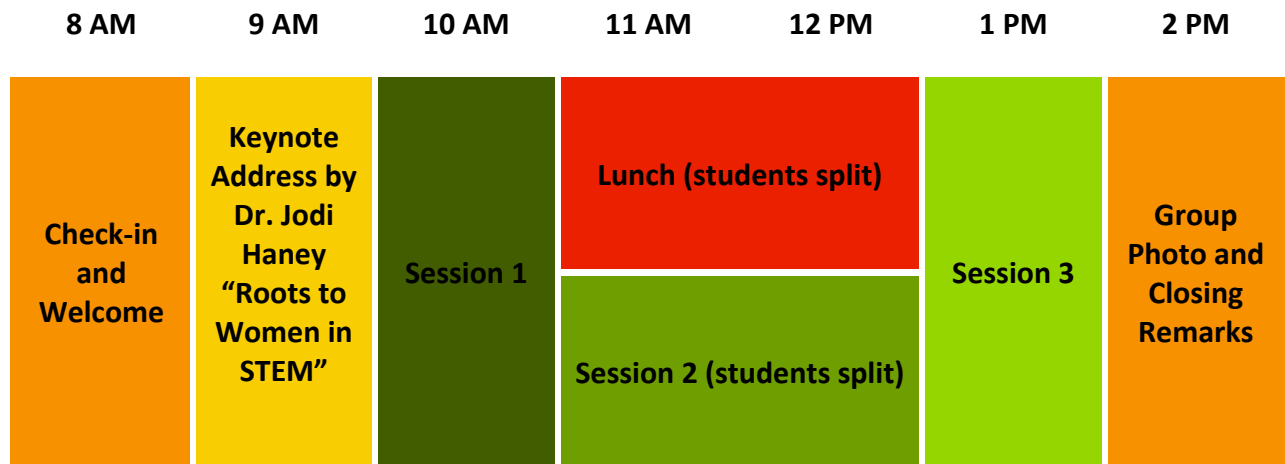 8 AM 9 AM 10 AM 11 AM 12 PM 1 PM 2 PM
Check-in
and
Welcome
Keynote
Address by
Dr. Jodi
Haney
“Roots to
Women in
STEM”
Session 1
Lunch (students split)
Session 2 (students split)
Session 3
Group
Photo and
Closing
Remarks